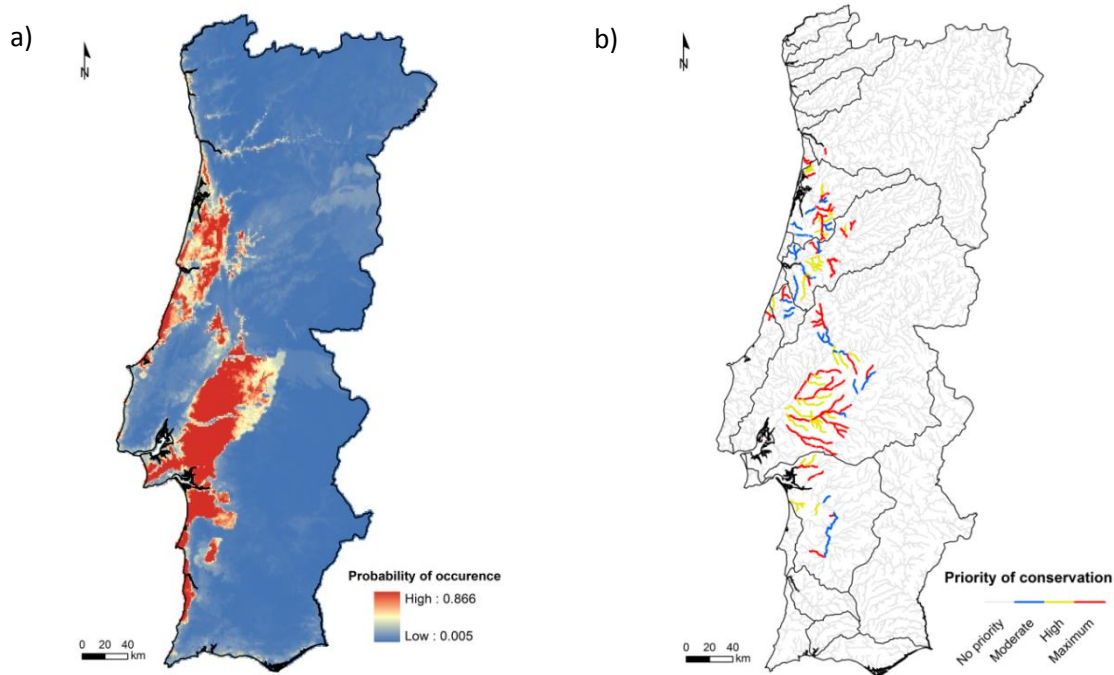 a)
N
Probability of occurence
High : 0.866
Low : 0.005
0 20 40
km
b)
N
Priority of conservation
No priority
Moderate
High
Maximum
0 20 40
km